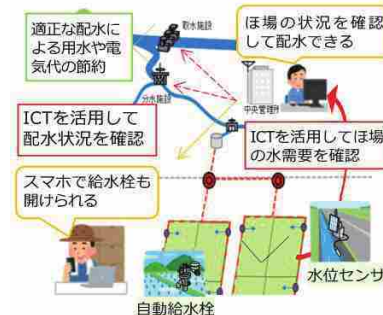 適正な配水に
よる用水や電
気代の節約
取水施設
ほ場の状況を確認
して配水できる
分水施設
中央管理所
ICTを活用して
配水状況を確認
ICTを活用してほ場
の水需要を確認
スマホで給水栓も
開けられる
水位センサ
自動給水栓